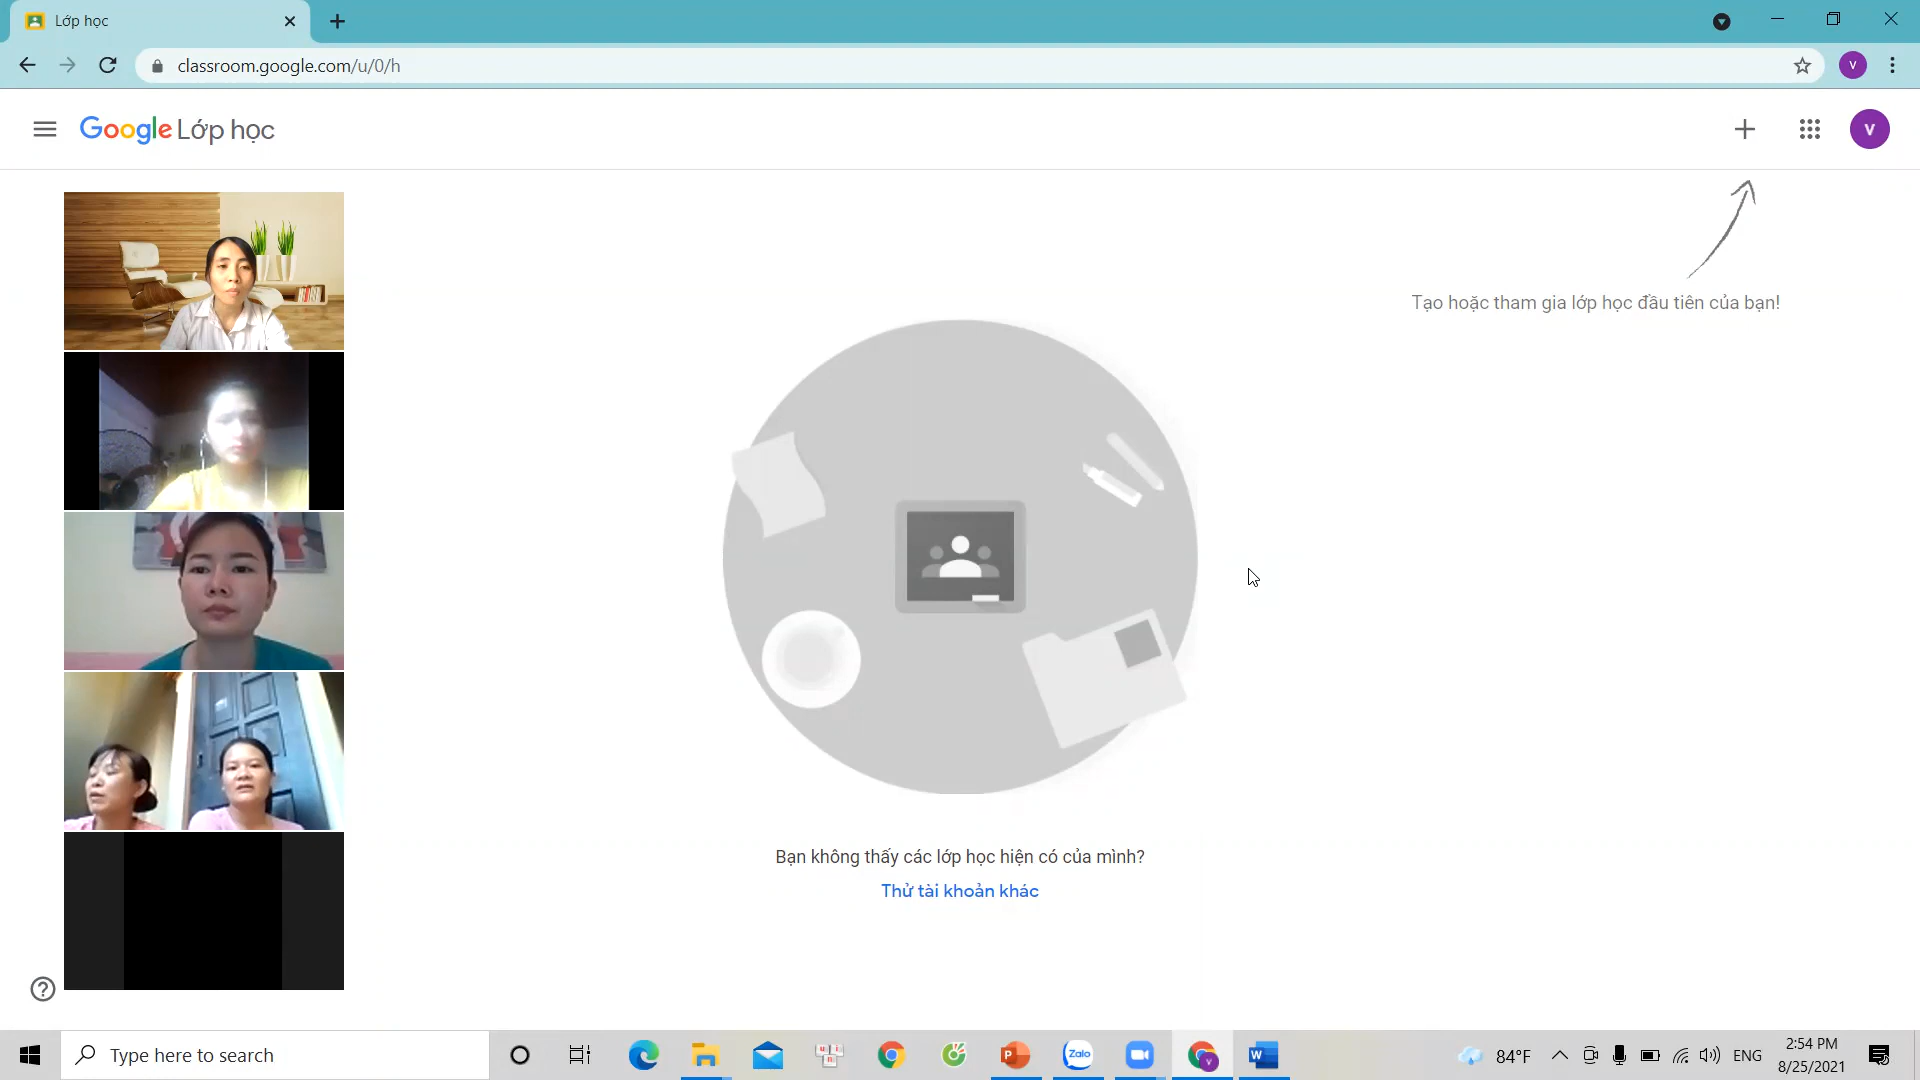 Lớp học
classroom.google.com/u/0/h
V
Google Lớp học
V
Tạo hoặc tham gia lớp học đầu tiên của bạn!
Bạn không thấy các lớp học hiện có của mình?
Thử tài khoản khác
Type here to search
Zalo
84°F
ENG
2:54 PM
8/25/2021